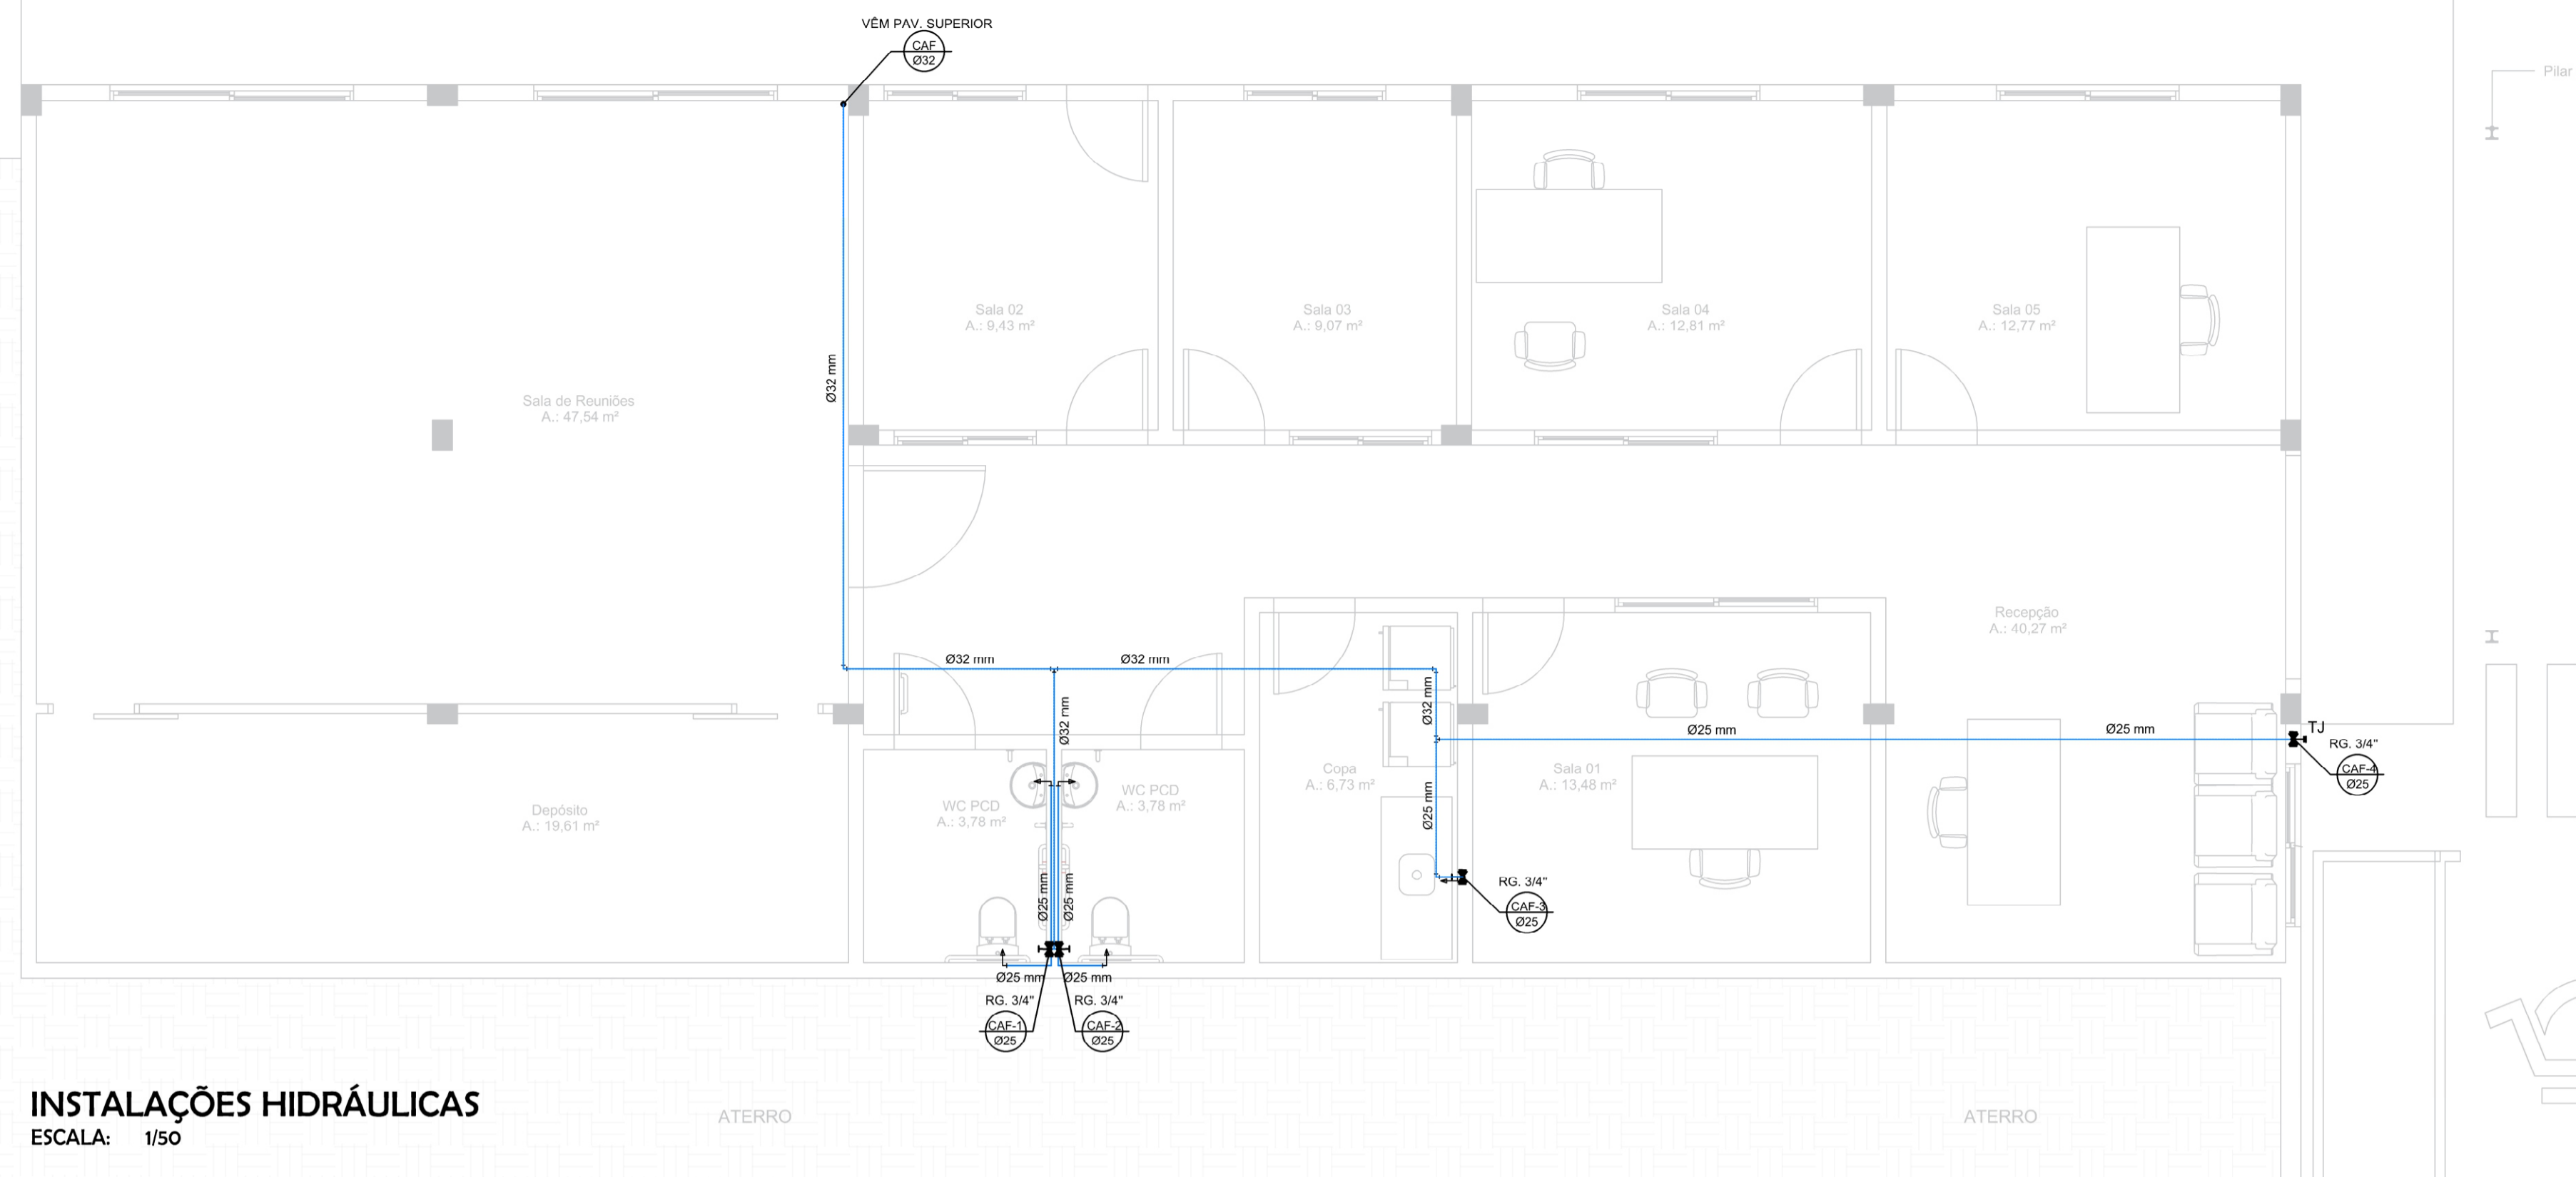 VÊM PAV. SUPERIOR
CAF
Ø32
Pilar
Sala 02
A.: 9,43 m²
Sala 03
A.: 9,07 m²
Sala 04
A.: 12,81 m²
Sala 05
A.: 12,77 m²
Ø32 mm
Sala de Reuniões
A.: 47,54 m²
Recepção
A.: 40,27 m²
Ø32 mm
Ø32 mm
Ø32 mm
Ø32 mm
Ø25 mm
Ø25 mm
TJ
RG. 3/4"
CAF-4
Ø25
Copa
A.: 6,73 m²
Sala 01
A.: 13,48 m²
WC PCD
A.: 3,78 m²
WC PCD
A.: 3,78 m²
Depósito
A.: 19,61 m²
Ø25 mm
Ø25 mm
Ø25 mm
RG. 3/4"
CAF-3
Ø25
Ø25 mm
Ø25 mm
RG. 3/4"
RG. 3/4"
CAF-1
Ø25
CAF-2
Ø25
INSTALAÇÕES HIDRÁULICAS
ESCALA: 1/50
ATERRO
ATERRO